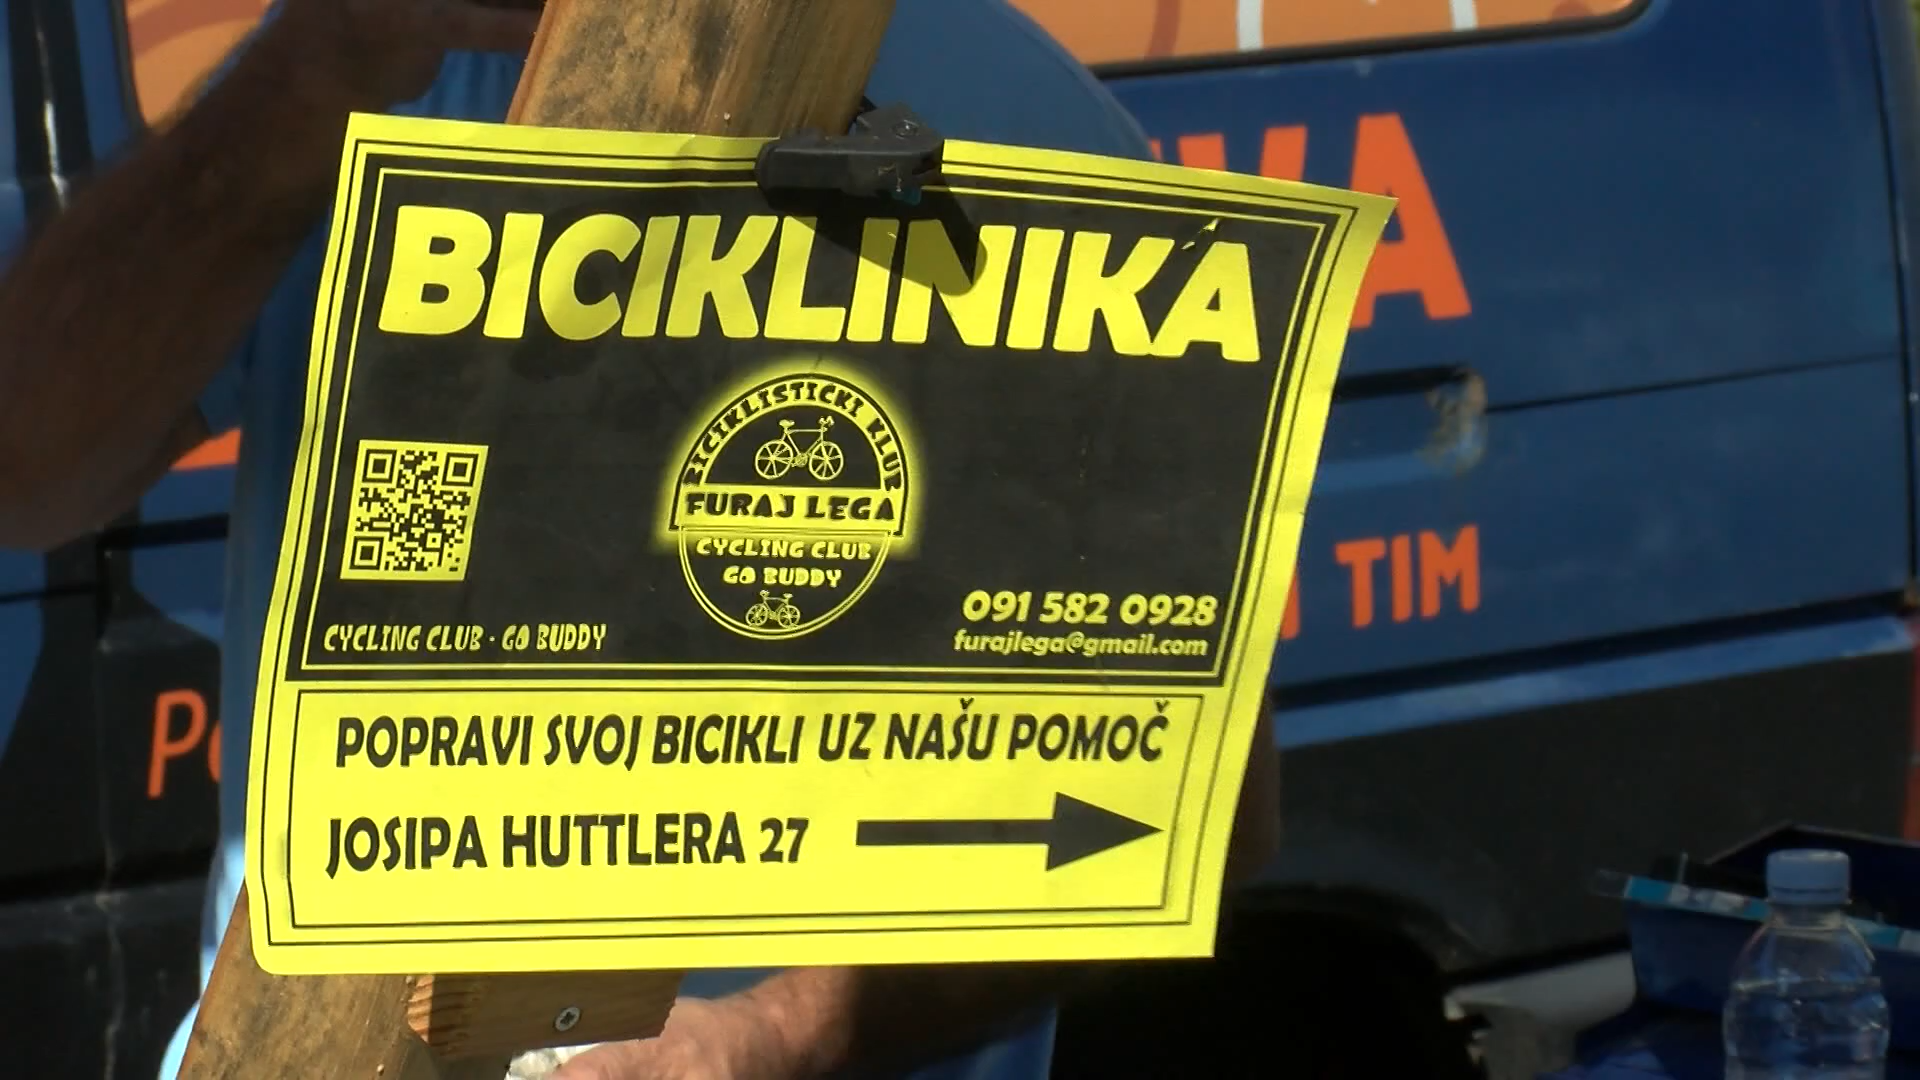 BICIKLINIKA
BICIKLISTICKI KLUB
FURAJ LEGA
CYCLING CLUB
GO BUDDY
CYCLING CLUB · GO BUDDY
091 582 0928
furajlega@gmail.com
POPRAVI SVOJ BICIKLI UZ NAŠU POMOČ
JOSIPA HUTTLERA 27
TIM